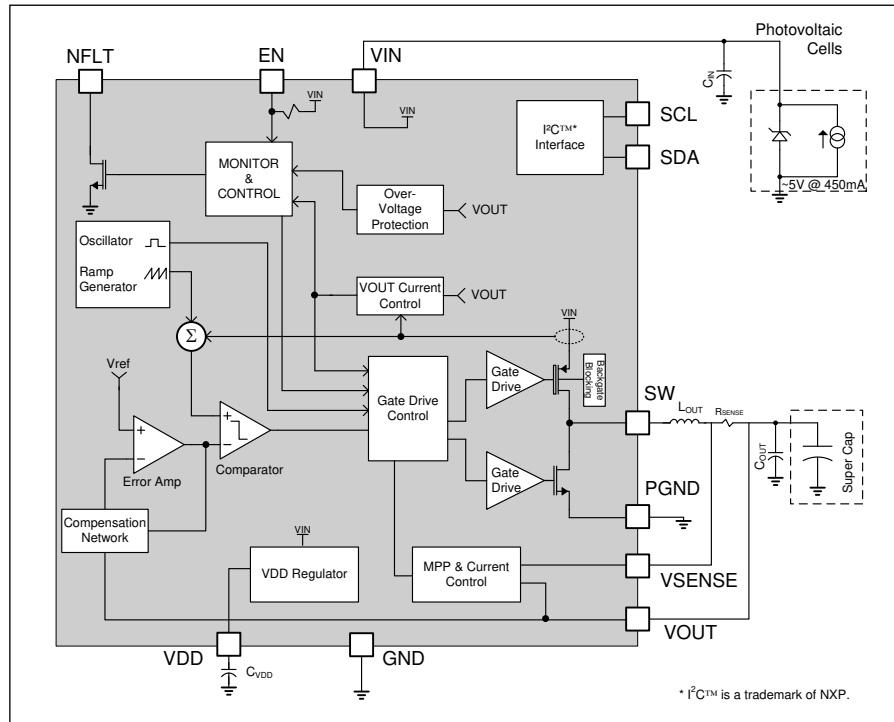 Photovoltaic
Cells
NFLT
EN
VIN
CIN
VIN
VIN
SCL
I²C™*
Interface
SDA
MONITOR
&
CONTROL
Over-
Voltage
Protection
VOUT
~5V @ 450mA
Oscillator
Ramp
Generator
VOUT Current
Control
VOUT
VIN
Σ
Vref
Gate
Drive
Backgate
Blocking
Gate Drive
Control
SW
LOUT
RSENSE
+
−
Error Amp
+
−
Comparator
Gate
Drive
COUT
Super Cap
PGND
Compensation
Network
VIN
VDD Regulator
MPP & Current
Control
VSENSE
VOUT
VDD
GND
CVDD
* I²C™ is a trademark of NXP.